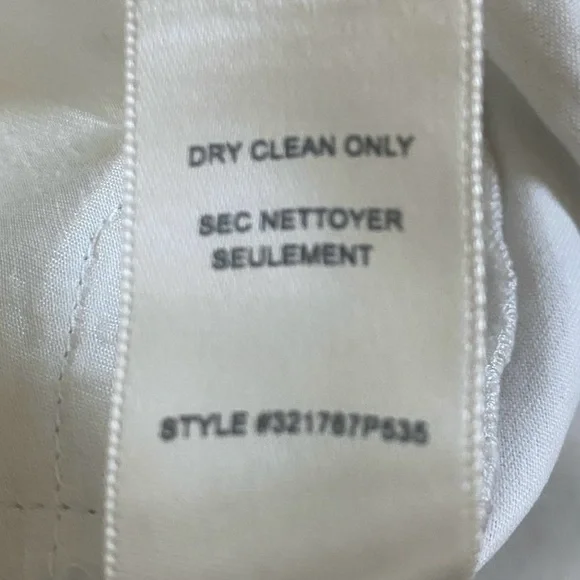 DRY CLEAN ONLY
SEC NETTOYER
SEULEMENT
STYLE #321767P535